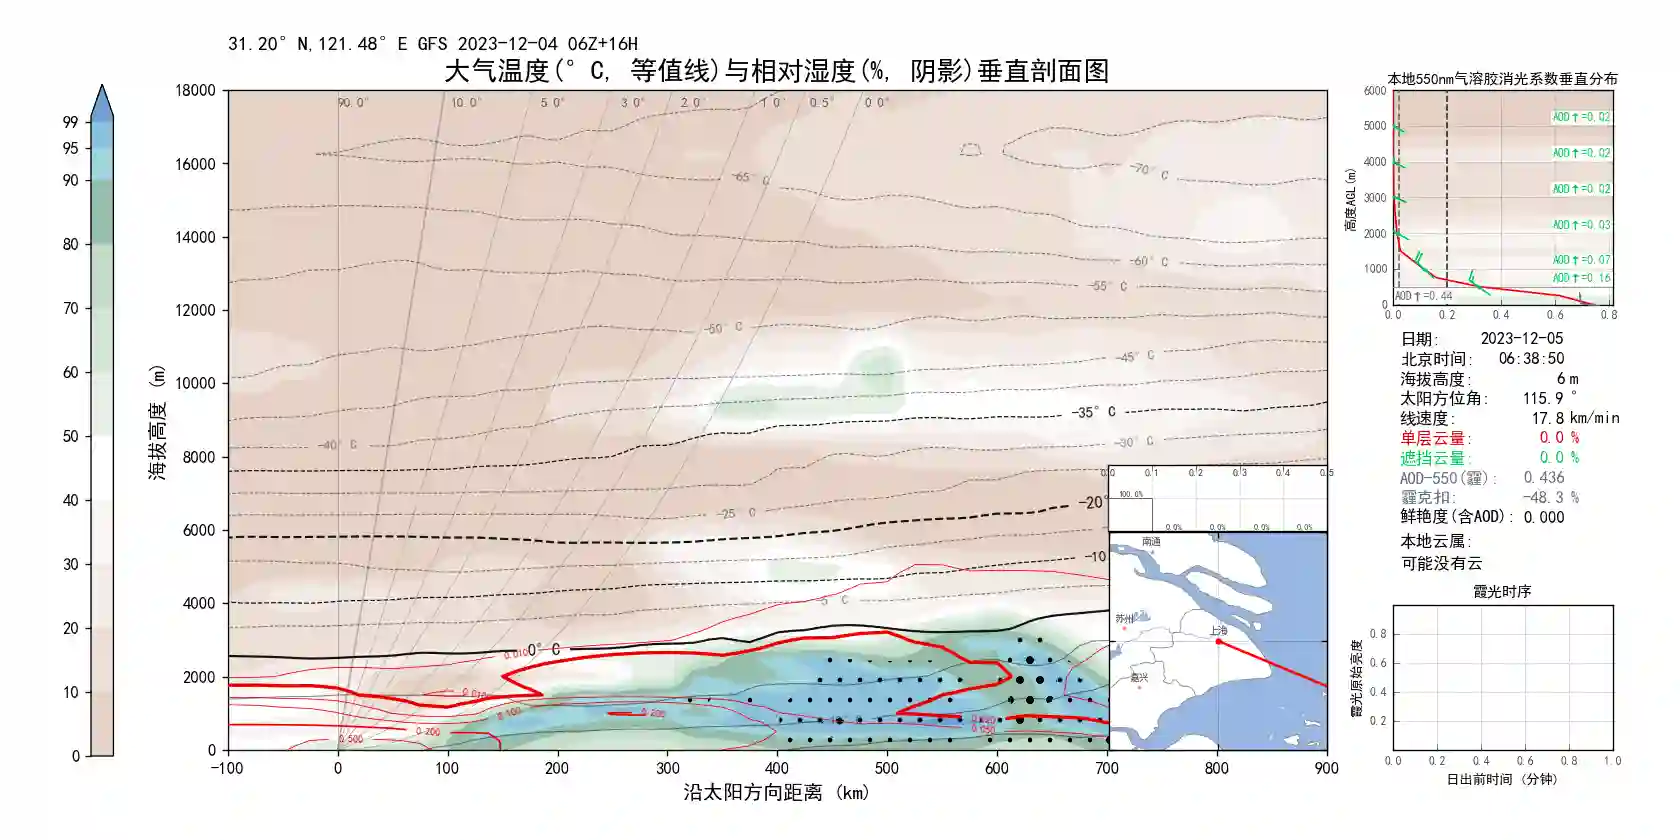 31.20° N,121.48° E GFS 2023-12-04 06Z+16H
大气温度(° C, 等值线)与相对湿度(%, 阴影)垂直剖面图
99
95
90
80
70
60
50
40
30
20
10
0
海拔高度 (m)
18000
16000
14000
12000
10000
8000
6000
4000
2000
0
90.0°
10.0°
5.0°
3.0°
2.0°
1.0°
0.5°
0.0°
-65° C
-70° C
-60° C
-55° C
-50° C
-45° C
-35° C
-40° C
-30° C
-25° C
-20°
-10
-5° C
0° C
0.010
0.010
0.100
0.200
0.200
0.500
0.050
-100
0
100
200
300
400
500
600
700
800
900
沿太阳方向距离 (km)
0.0
0.1
0.2
0.3
0.4
0.5
100.0%
0.0%
0.0%
0.0%
0.0%
南通
苏州
上海
嘉兴
本地550nm气溶胶消光系数垂直分布
高度AGL(m)
6000
5000
4000
3000
2000
1000
0
AOD↑=0.02
AOD↑=0.02
AOD↑=0.02
AOD↑=0.03
AOD↑=0.07
AOD↑=0.16
AOD↑=0.44
0.0
0.2
0.4
0.6
0.8
日期: 2023-12-05
北京时间: 06:38:50
海拔高度: 6 m
太阳方位角: 115.9 °
线速度: 17.8 km/min
单层云量: 0.0 %
遮挡云量: 0.0 %
AOD-550(霾): 0.436
霾克扣: -48.3 %
鲜艳度(含AOD): 0.000
本地云属:
可能没有云
霞光时序
霞光原始亮度
0.8
0.6
0.4
0.2
0.0
0.2
0.4
0.6
0.8
1.0
日出前时间 (分钟)